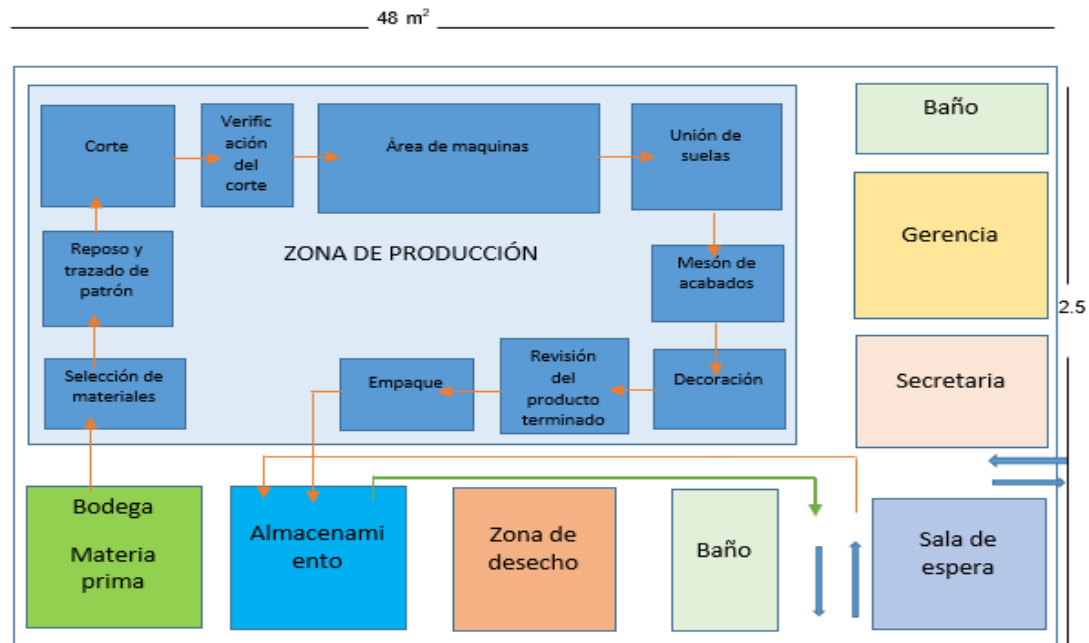 48 m²
Corte
Verific
ación
del
corte
Área de maquinas
Unión de
suelas
Baño
Reposo y
trazado de
patrón
ZONA DE PRODUCCIÓN
Mesón de
acabados
Gerencia
2.5
Selección de
materiales
Empaque
Revisión
del
producto
terminado
Decoración
Secretaria
Bodega
Materia
prima
Almacenami
ento
Zona de
desecho
Baño
Sala de
espera